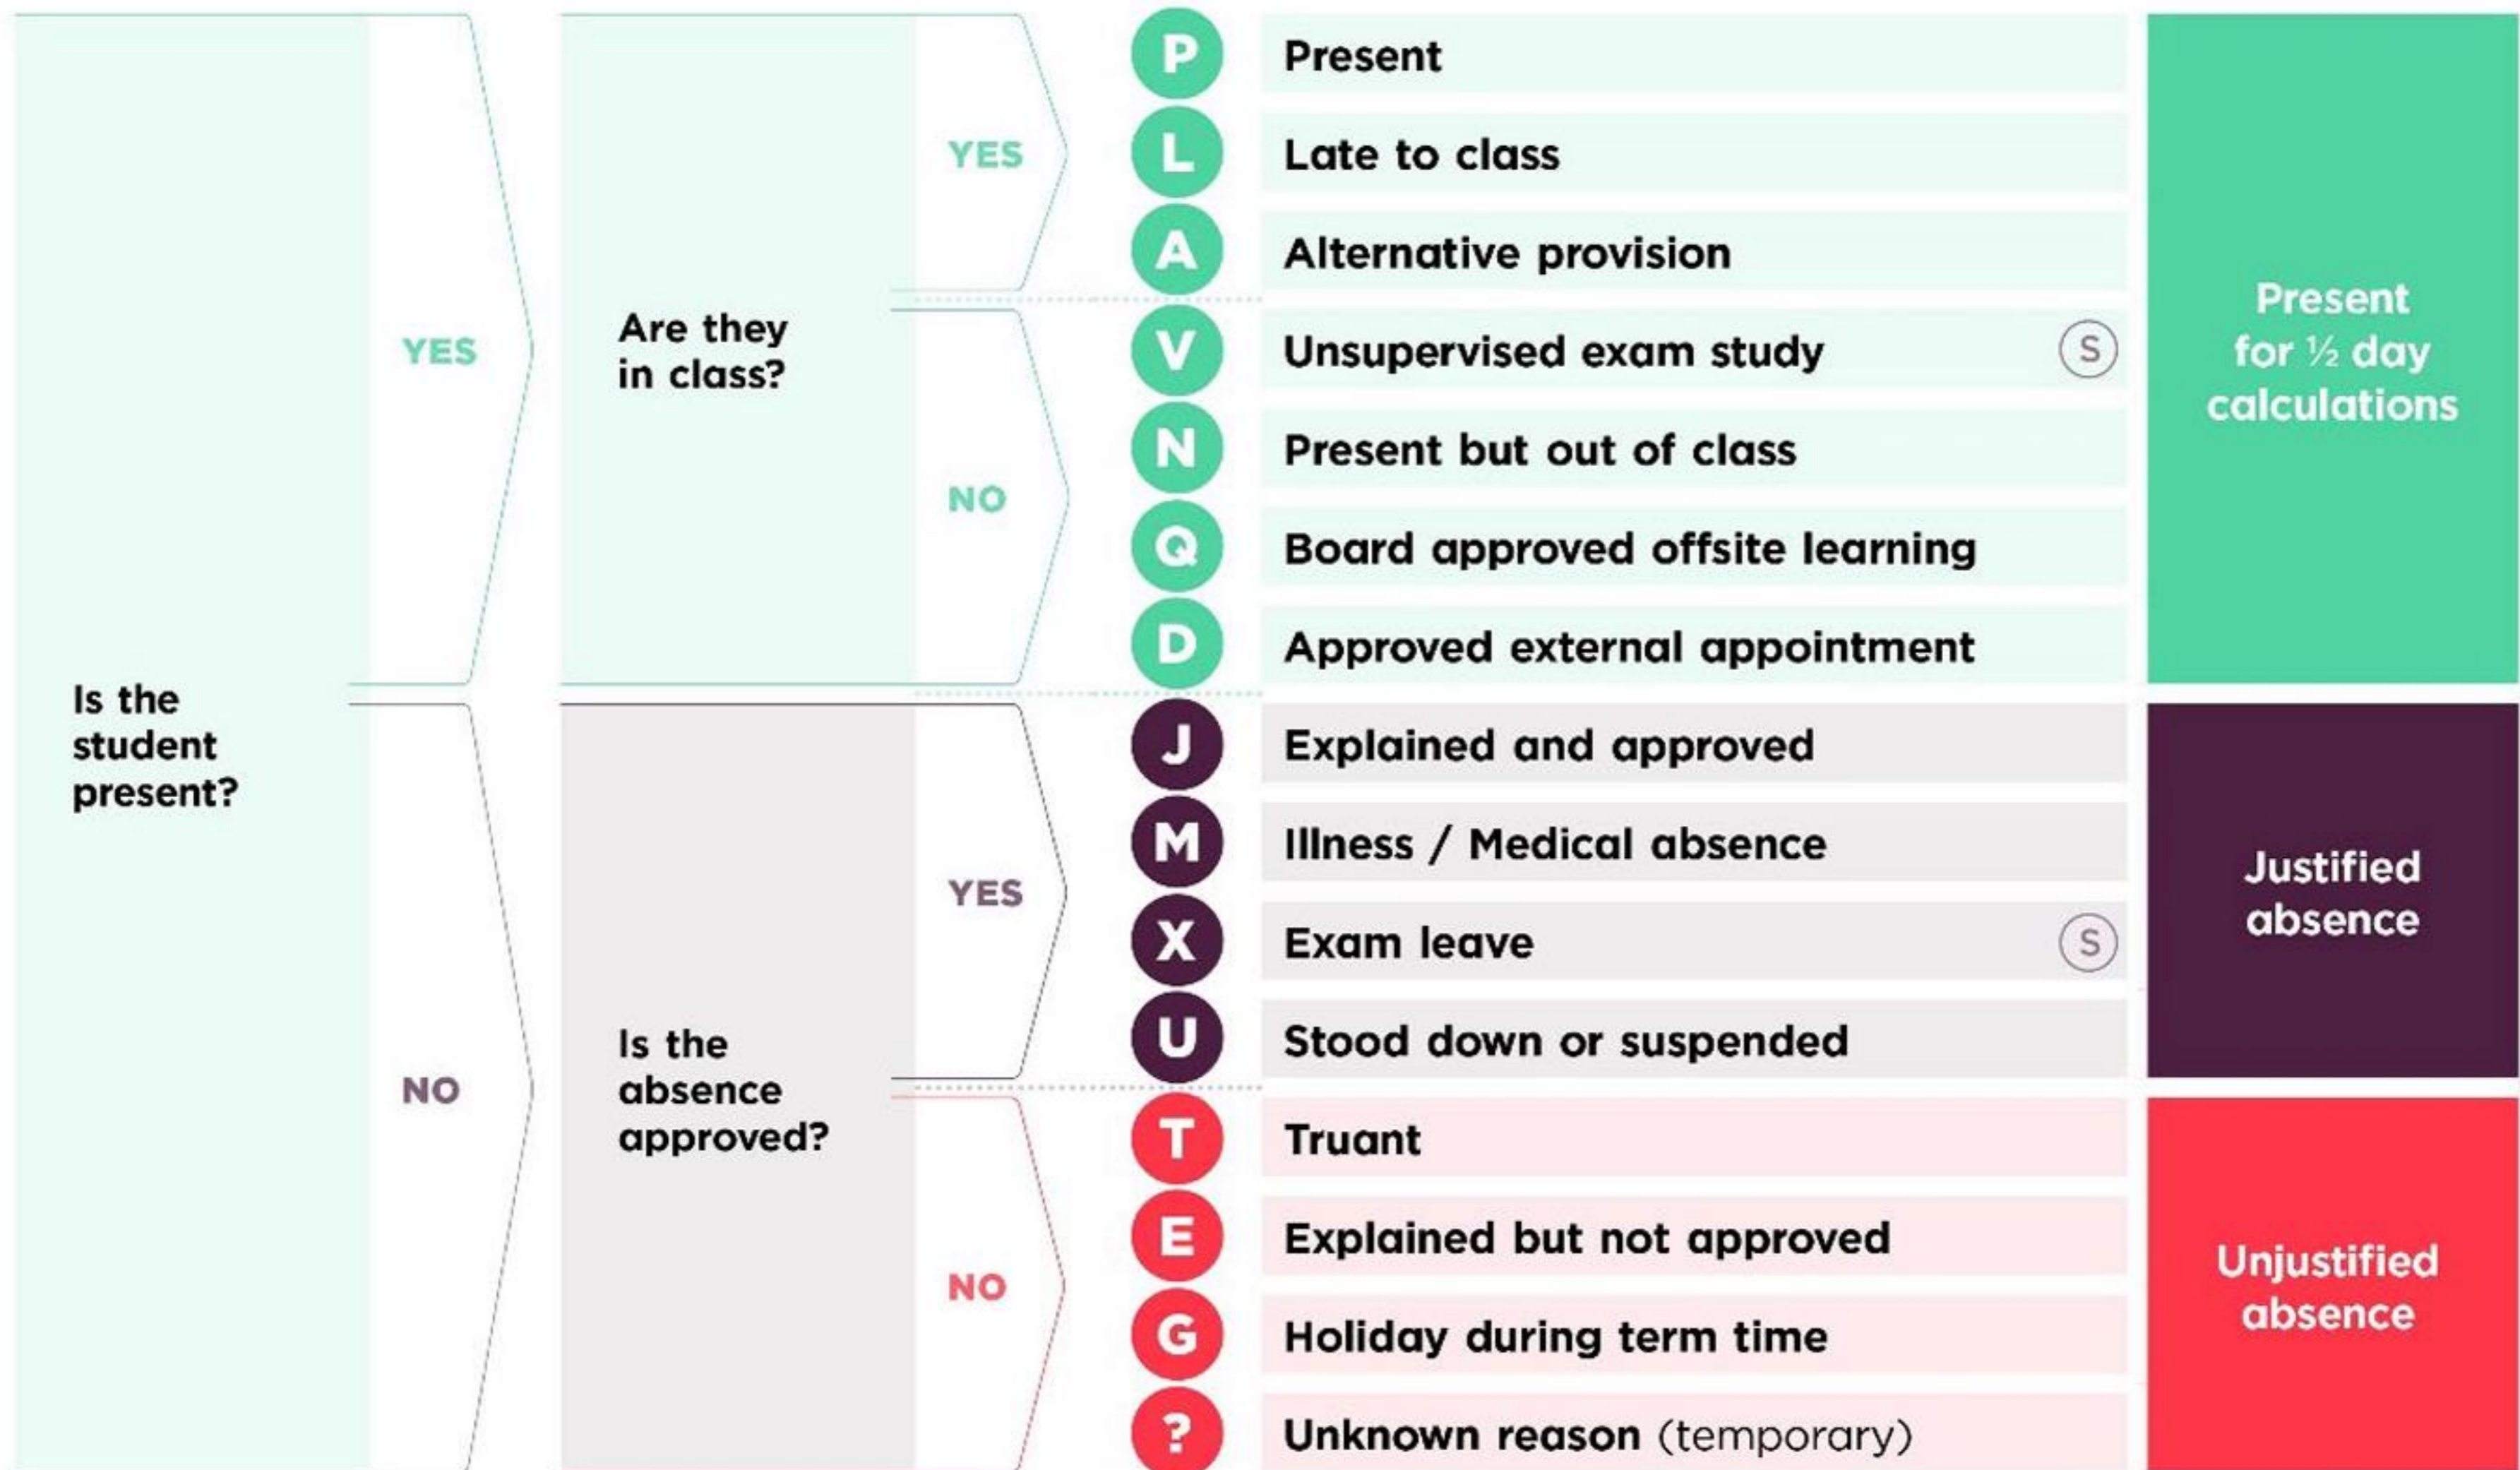 Is the
student
present?
YES
NO
Are they
in class?
YES
NO
Is the
absence
approved?
YES
NO
P Present
L Late to class
A Alternative provision
V Unsupervised exam study S
N Present but out of class
Q Board approved offsite learning
D Approved external appointment
J Explained and approved
M Illness / Medical absence
X Exam leave S
U Stood down or suspended
T Truant
E Explained but not approved
G Holiday during term time
? Unknown reason (temporary)
Present
for ½ day
calculations
Justified
absence
Unjustified
absence